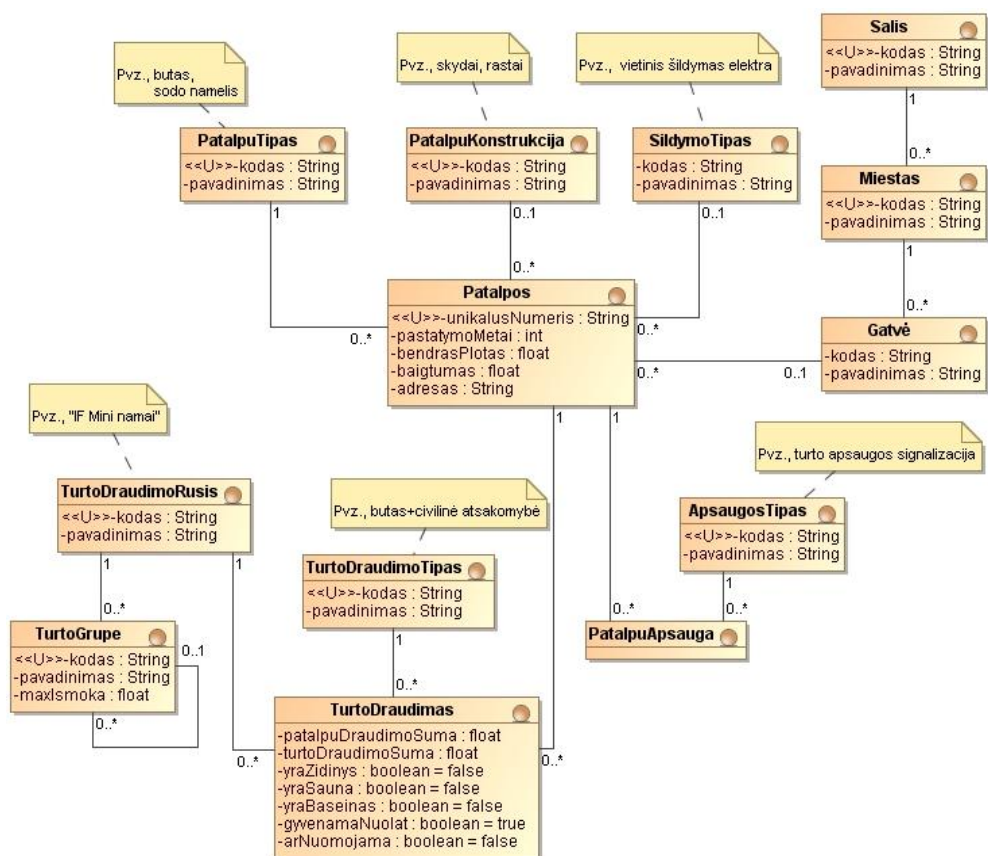 Pvz., butas,
sodo namelis
Pvz., skydai, rastai
Pvz., vietinis šildymas elektra
Salis
<<U>>-kodas : String
-pavadinimas : String
1
0..*
PatalpuTipas
<<U>>-kodas : String
-pavadinimas : String
1
PatalpuKonstrukcija
<<U>>-kodas : String
-pavadinimas : String
0..1
SildymoTipas
-kodas : String
-pavadinimas : String
0..1
Miestas
<<U>>-kodas : String
-pavadinimas : String
1
0..*
0..*
Patalpos
<<U>>-unikalusNumeris : String
-pastatymoMetai : int
-bendrasPlotas : float
-baigtumas : float
-adresas : String
0..*
0..*
0..*
Gatvė
-kodas : String
-pavadinimas : String
0..1
1
1
Pvz., "IF Mini namai"
Pvz., turto apsaugos signalizacija
TurtoDraudimoRusis
<<U>>-kodas : String
-pavadinimas : String
1
1
Pvz., butas+civilinė atsakomybė
ApsaugosTipas
<<U>>-kodas : String
-pavadinimas : String
1
TurtoDraudimoTipas
<<U>>-kodas : String
-pavadinimas : String
1
0..*
0..*
0..*
TurtoGrupe
<<U>>-kodas : String
-pavadinimas : String
-maxIsmoka : float
0..1
0..*
PatalpuApsauga
0..*
TurtoDraudimas
-patalpuDraudimoSuma : float
-turtoDraudimoSuma : float
-yraZidinys : boolean = false
-yraSauna : boolean = false
-yraBaseinas : boolean = false
-gyvenamaNuolat : boolean = true
-arNuomojama : boolean = false
0..*
0..*